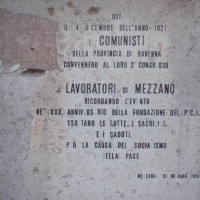 QUI
IL 4 DICEMBRE DELL'ANNO 1921
I COMUNISTI
DELLA PROVINCIA DI RAVENNA
CONVENNERO AL LORO 2° CONGRESSO
I LAVORATORI DI MEZZANO
RICORDANDO L'EVENTO
NEL XXX ANNIVERSARIO DELLA FONDAZIONE DEL P.C.I.
ESALTANO LE LOTTE, I SACRIFICI
E I CADUTI
PER LA CAUSA DEL SOCIALISMO
E DELLA PACE
MEZZANO, 21 GENNAIO 1951